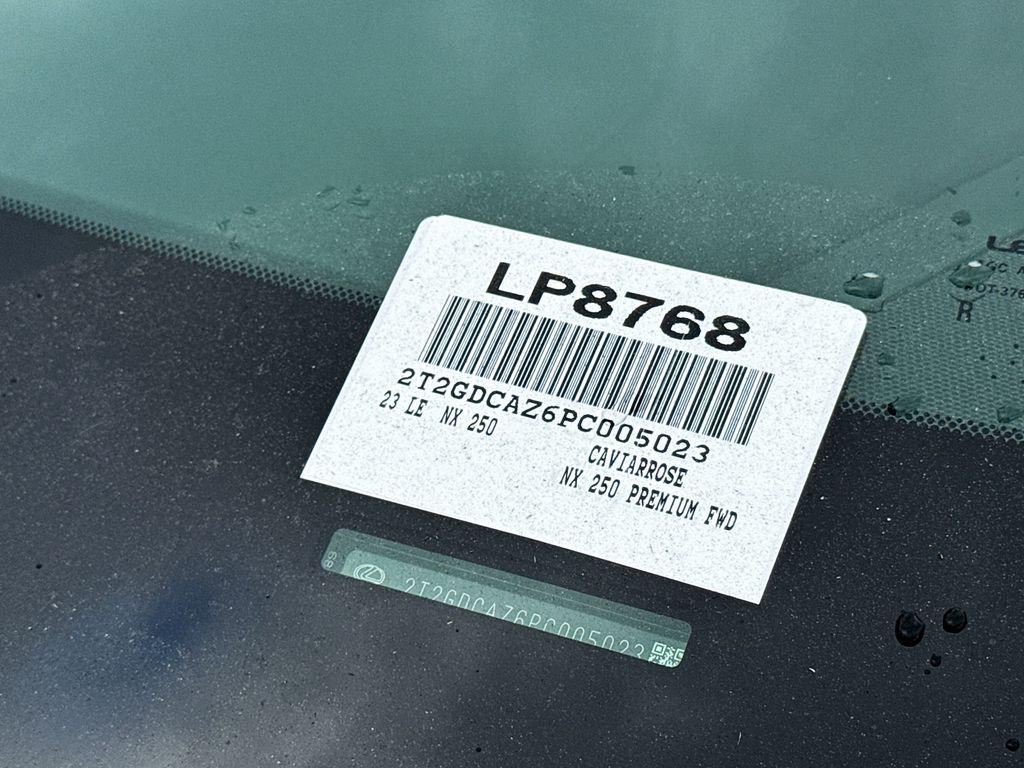 LP8768
2T2GDCAZ6PC005023
23 LE NX 250
CAVIARROSE
NX 250 PREMIUM FWD
2T2GDCAZ6PC005023
R